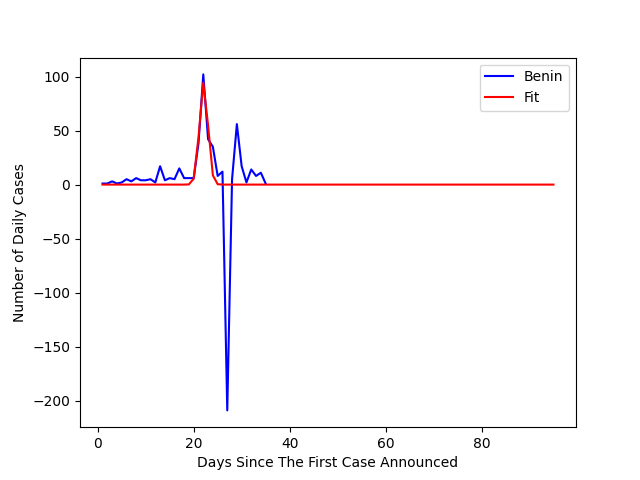 Benin
Fit
100
50
0
−50
−100
−150
−200
Number of Daily Cases
0 20 40 60 80
Days Since The First Case Announced